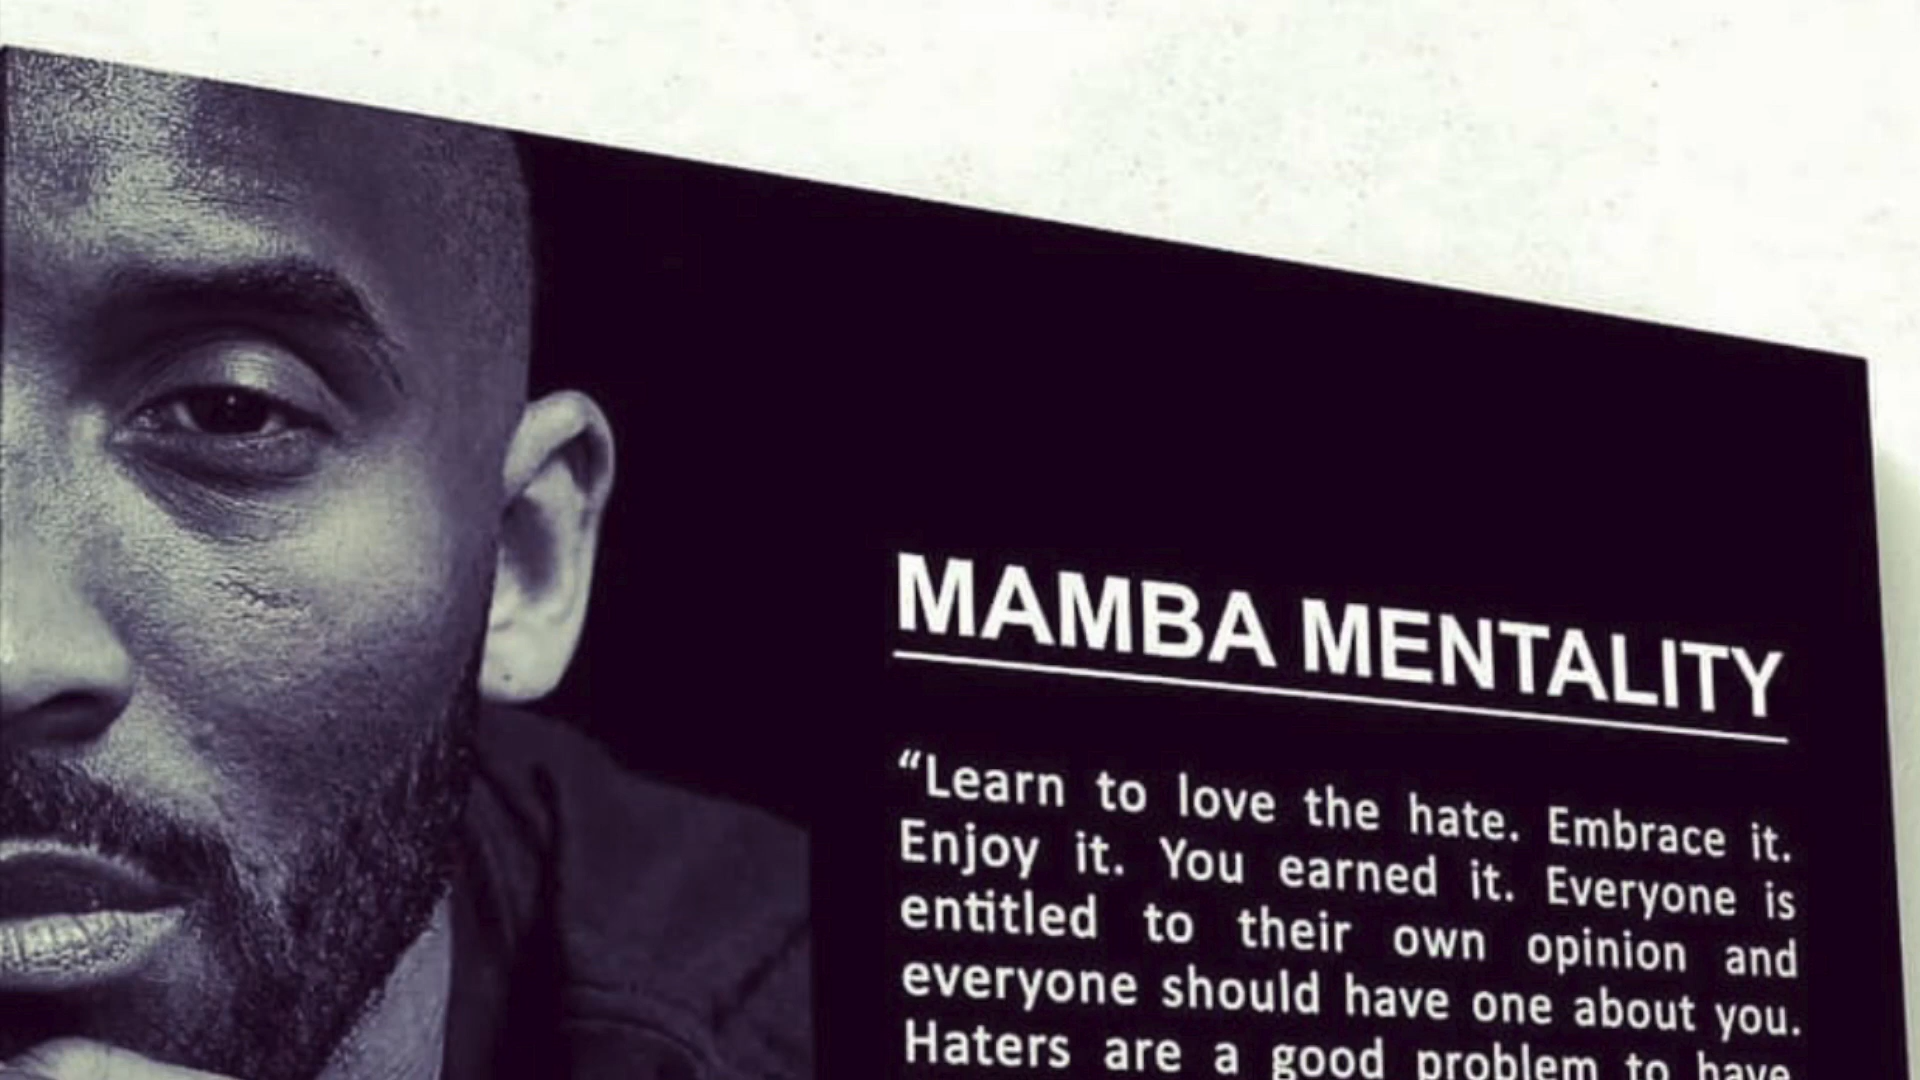 MAMBA MENTALITY
“Learn to love the hate. Embrace it.
Enjoy it. You earned it. Everyone is
entitled to their own opinion and
everyone should have one about you.
Haters are a good problem to have